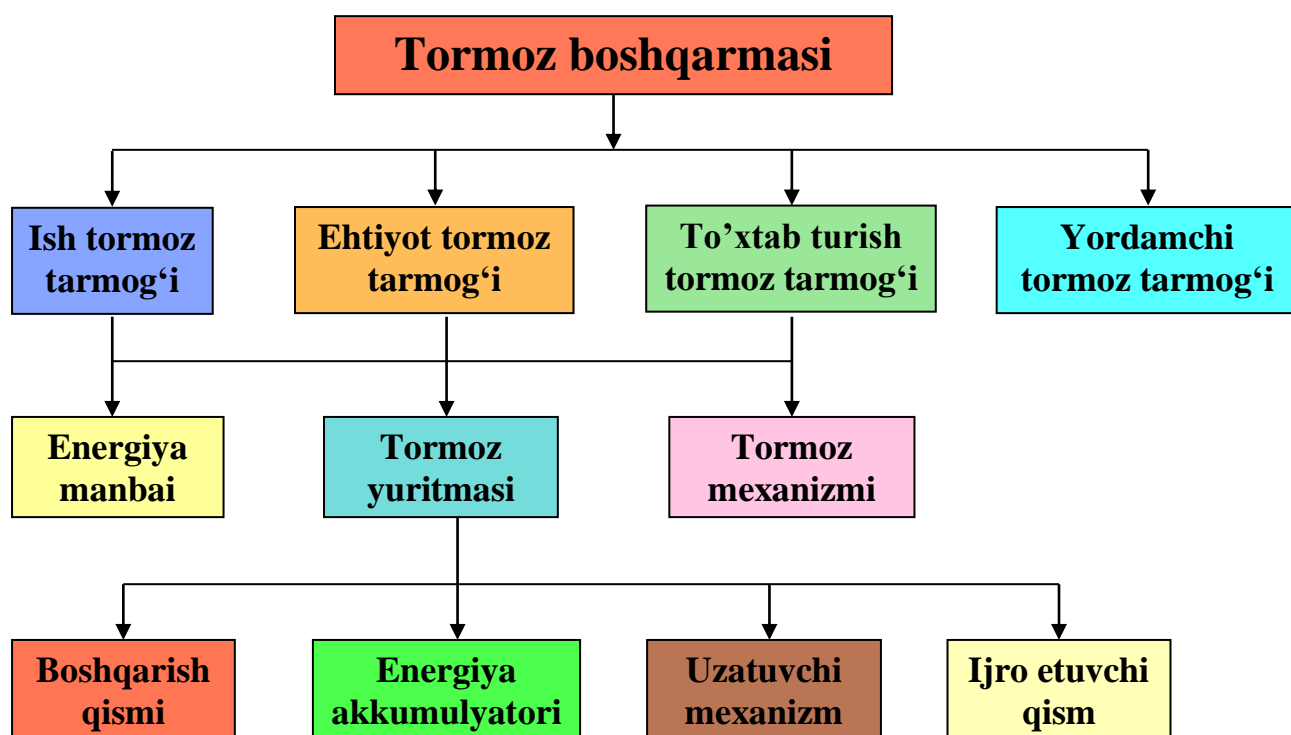 Tormoz boshqarmasi
Ish tormoz
tarmog‘i
Ehtiyot tormoz
tarmog‘i
To’xtab turish
tormoz tarmog‘i
Yordamchi
tormoz tarmog‘i
Energiya
manbai
Tormoz
yuritmasi
Tormoz
mexanizmi
Boshqarish
qismi
Energiya
akkumulyatori
Uzatuvchi
mexanizm
Ijro etuvchi
qism